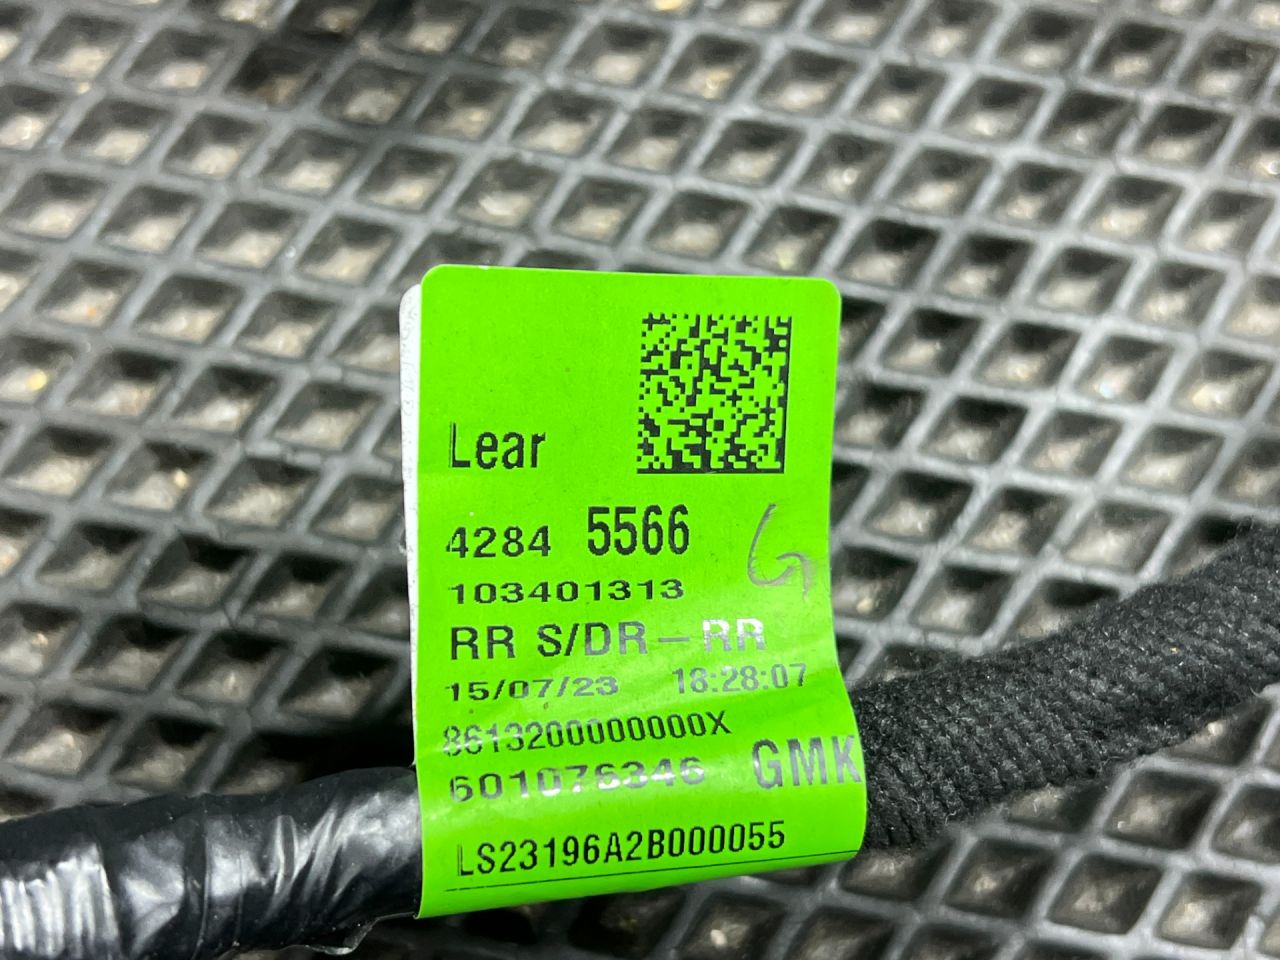 Lear
4284 5566
103401313
RR S/DR-RR
15/07/23 18:28:07
8613200000000X
601076346 GMK
LS23196A2B000055